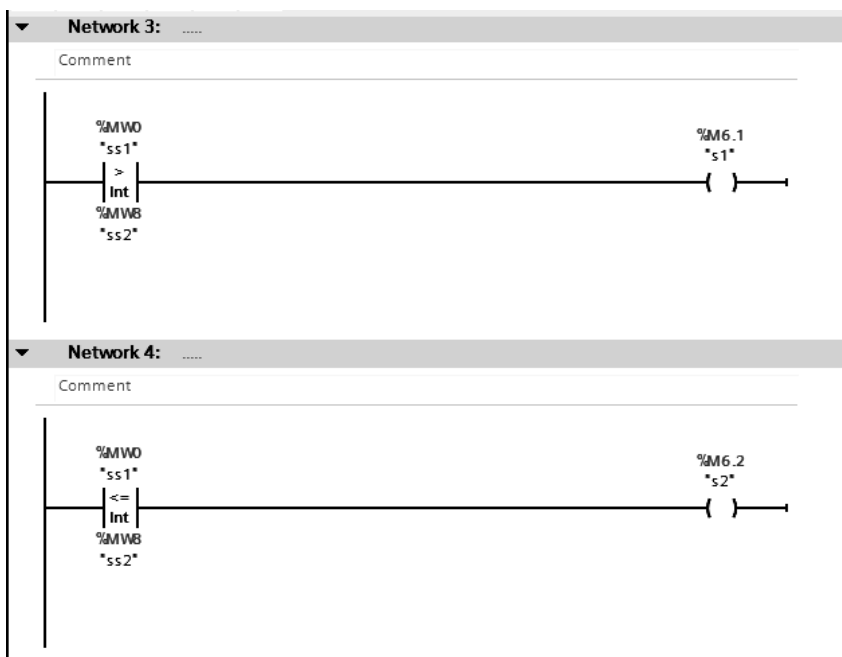 Network 3: .....
Comment
%MW0
"ss1"
>
Int
%MW8
"ss2"
%M6.1
"s1"
Network 4: .....
Comment
%MW0
"ss1"
<=
Int
%MW8
"ss2"
%M6.2
"s2"